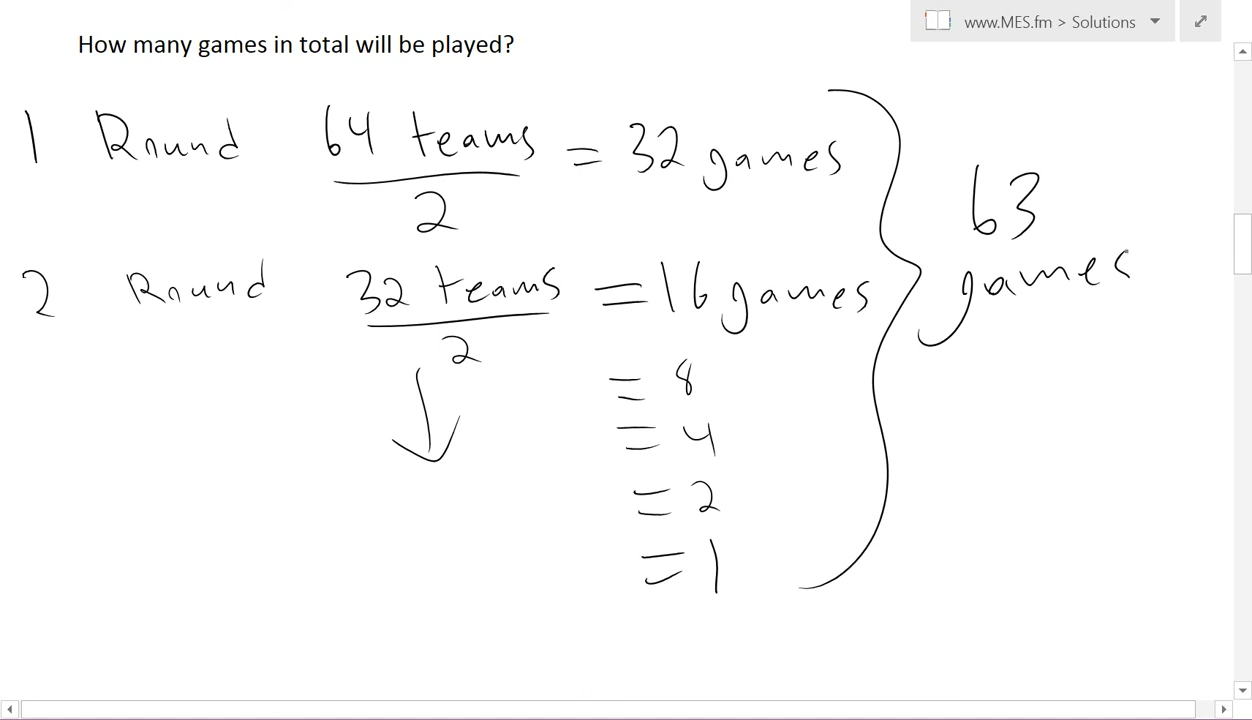 www.MES.fm > Solutions
How many games in total will be played?
1 Round 64 teams / 2 = 32 games
2 Round 32 teams / 2 = 16 games
= 8
= 4
= 2
= 1
63
games